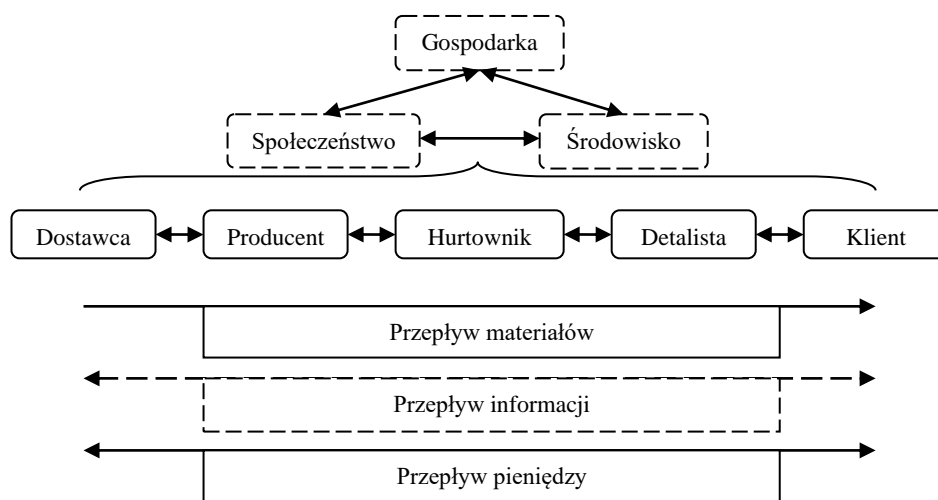 Gospodarka
Społeczeństwo
Środowisko
Dostawca
Producent
Hurtownik
Detalista
Klient
Przepływ materiałów
Przepływ informacji
Przepływ pieniędzy